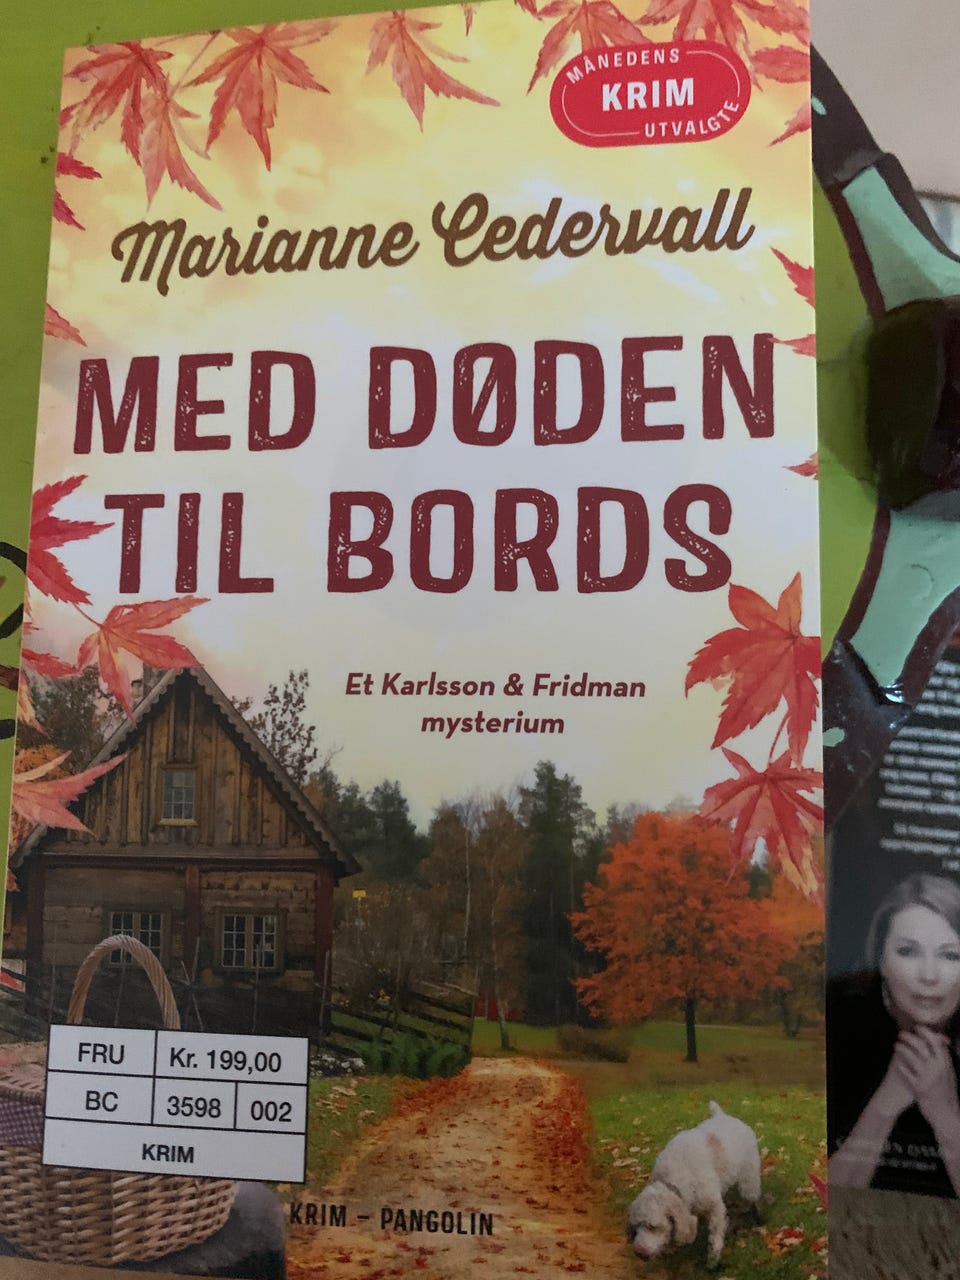 MÅNEDENS
KRIM
UTVALGTE
Marianne Cedervall
MED DØDEN
TIL BORDS
Et Karlsson & Fridman
mysterium
FRU Kr. 199,00
BC 3598 002
KRIM
KRIM – PANGOLIN